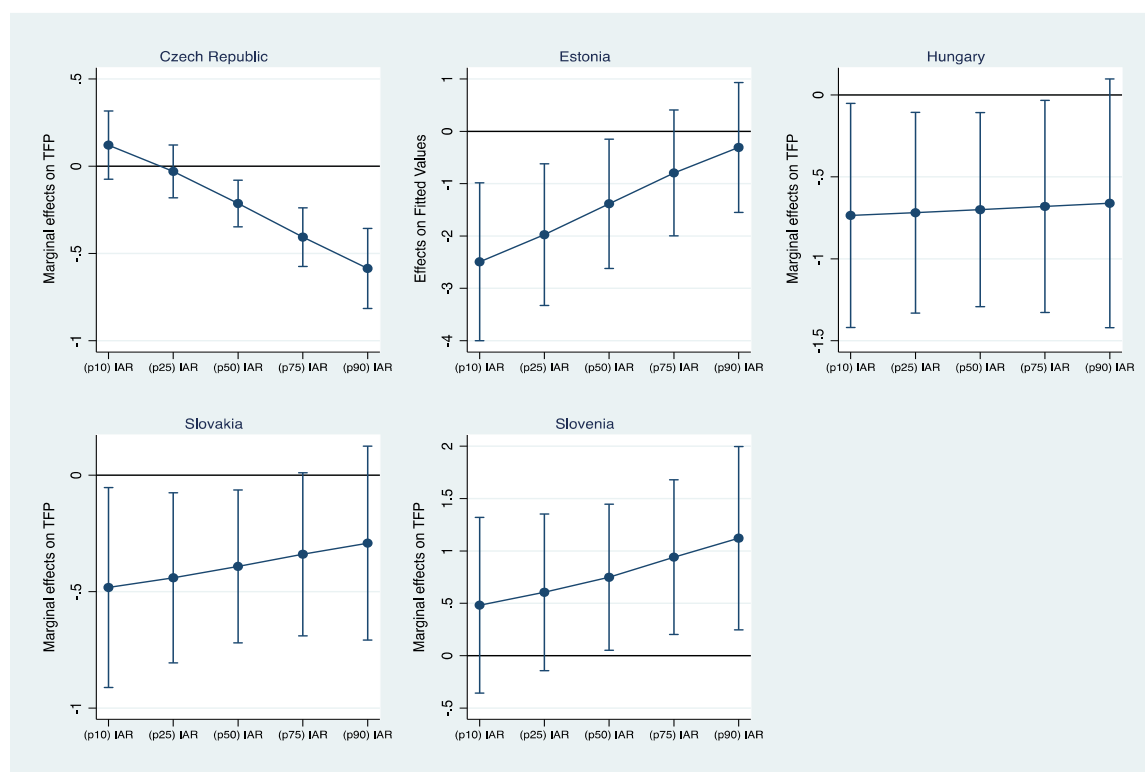 Czech Republic
Marginal effects on TFP
.5
0
-.5
-1
(p10) IAR (p25) IAR (p50) IAR (p75) IAR (p90) IAR
Estonia
Effects on Fitted Values
1
0
-1
-2
-3
-4
(p10) IAR (p25) IAR (p50) IAR (p75) IAR (p90) IAR
Hungary
Marginal effects on TFP
0
-.5
-1
-1.5
(p10) IAR (p25) IAR (p50) IAR (p75) IAR (p90) IAR
Slovakia
Marginal effects on TFP
0
-.5
-1
(p10) IAR (p25) IAR (p50) IAR (p75) IAR (p90) IAR
Slovenia
Marginal effects on TFP
2
1.5
1
.5
0
-.5
(p10) IAR (p25) IAR (p50) IAR (p75) IAR (p90) IAR